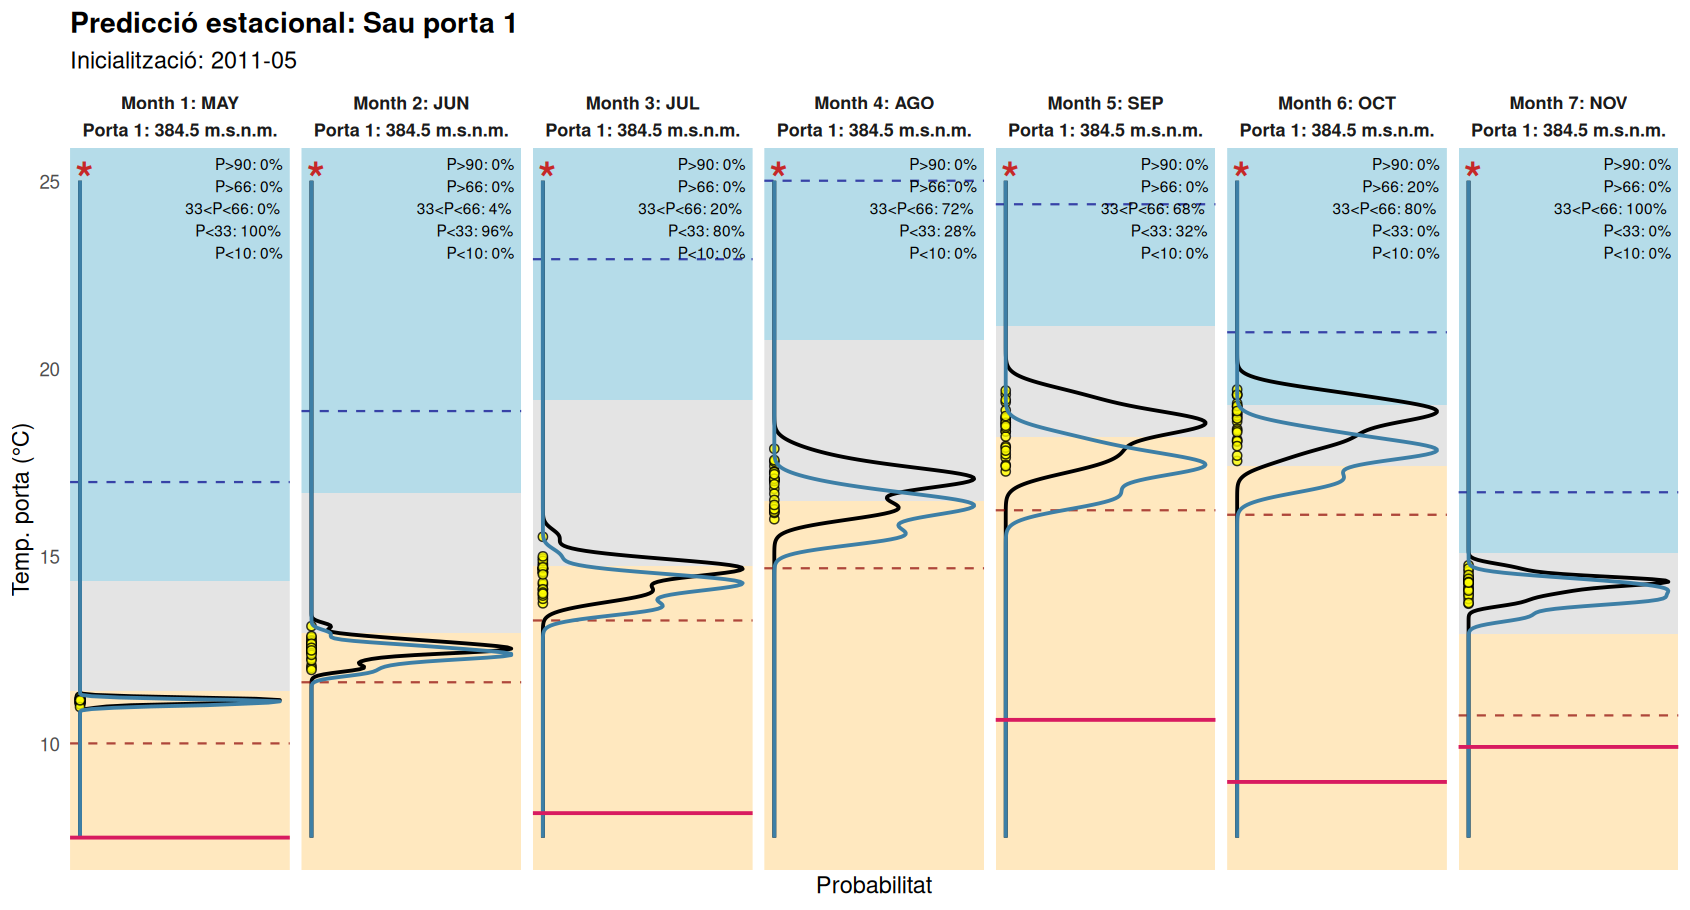 Predicció estacional: Sau porta 1
Inicialització: 2011-05
Month 1: MAY
Porta 1: 384.5 m.s.n.m.
Month 2: JUN
Porta 1: 384.5 m.s.n.m.
Month 3: JUL
Porta 1: 384.5 m.s.n.m.
Month 4: AGO
Porta 1: 384.5 m.s.n.m.
Month 5: SEP
Porta 1: 384.5 m.s.n.m.
Month 6: OCT
Porta 1: 384.5 m.s.n.m.
Month 7: NOV
Porta 1: 384.5 m.s.n.m.
Temp. porta (°C)
25
20
15
10
*
P>90: 0%
P>66: 0%
33<P<66: 0%
P<33: 100%
P<10: 0%
*
P>90: 0%
P>66: 0%
33<P<66: 4%
P<33: 96%
P<10: 0%
*
P>90: 0%
P>66: 0%
33<P<66: 20%
P<33: 80%
P<10: 0%
*
P>90: 0%
P>66: 0%
33<P<66: 72%
P<33: 28%
P<10: 0%
*
P>90: 0%
P>66: 0%
33<P<66: 68%
P<33: 32%
P<10: 0%
*
P>90: 0%
P>66: 20%
33<P<66: 80%
P<33: 0%
P<10: 0%
*
P>90: 0%
P>66: 0%
33<P<66: 100%
P<33: 0%
P<10: 0%
Probabilitat